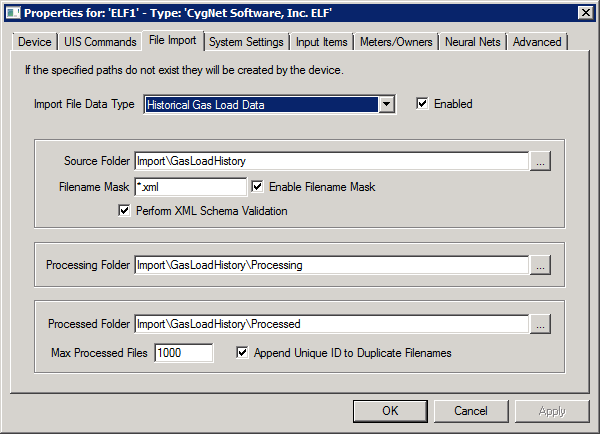 Properties for: 'ELF1' - Type: 'CygNet Software, Inc. ELF'
Device UIS Commands File Import System Settings Input Items Meters/Owners Neural Nets Advanced
If the specified paths do not exist they will be created by the device.
Import File Data Type Historical Gas Load Data Enabled
Source Folder Import\GasLoadHistory ...
Filename Mask *.xml Enable Filename Mask
Perform XML Schema Validation
Processing Folder Import\GasLoadHistory\Processing ...
Processed Folder Import\GasLoadHistory\Processed ...
Max Processed Files 1000 Append Unique ID to Duplicate Filenames
OK Cancel Apply